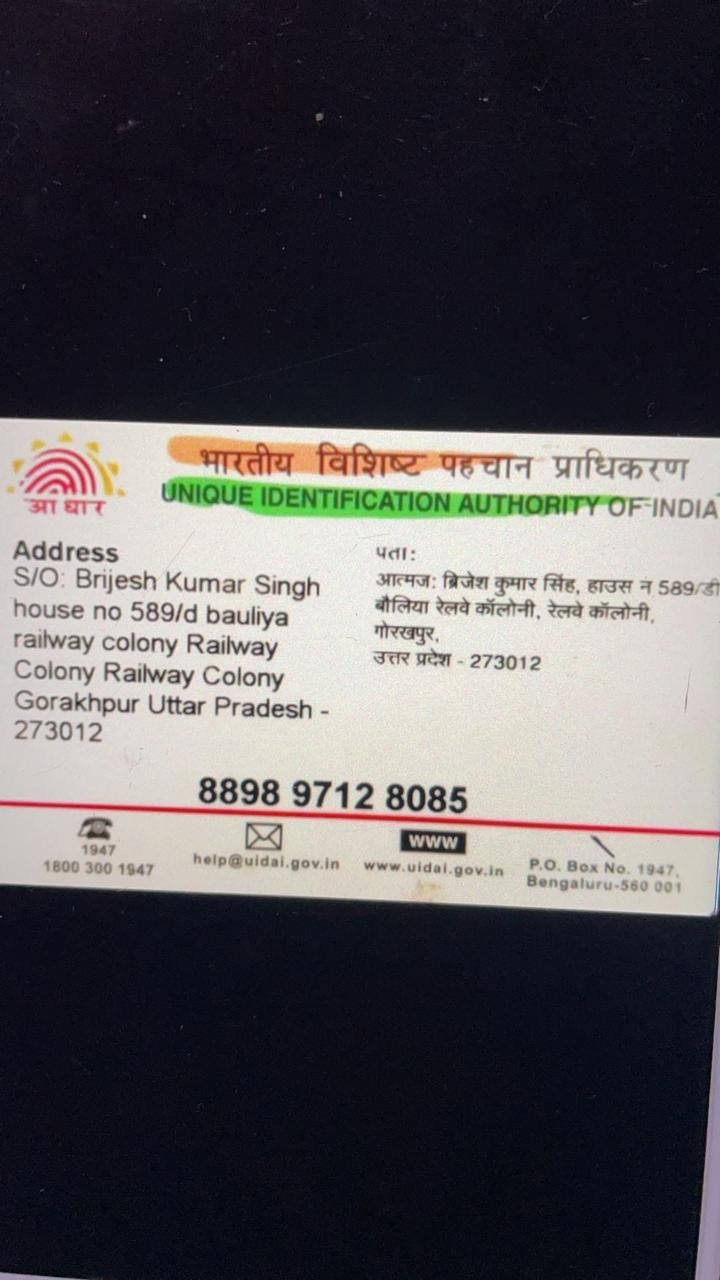 भारतीय विशिष्ट पहचान प्राधिकरण
UNIQUE IDENTIFICATION AUTHORITY OF INDIA
आधार
Address
S/O: Brijesh Kumar Singh
house no 589/d bauliya
railway colony Railway
Colony Railway Colony
Gorakhpur Uttar Pradesh -
273012
पता:
आत्मज: ब्रिजेश कुमार सिंह, हाउस न 589/डी
बौलिया रेलवे कॉलोनी, रेलवे कॉलोनी,
गोरखपुर,
उत्तर प्रदेश - 273012
8898 9712 8085
1947
1800 300 1947
help@uidai.gov.in
www
www.uidai.gov.in
P.O. Box No. 1947,
Bengaluru-560 001